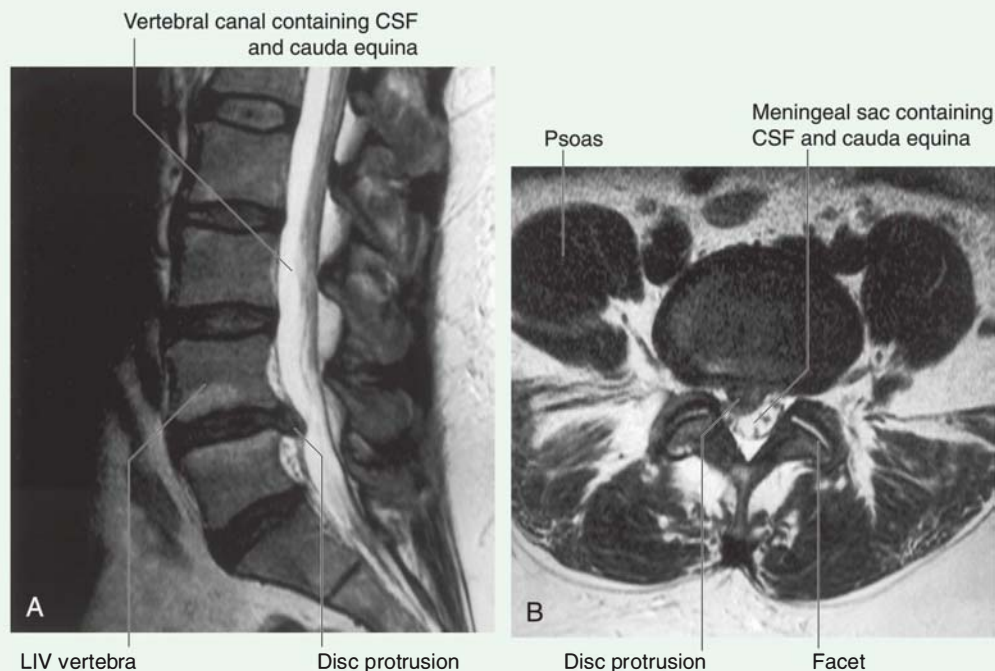 Vertebral canal containing CSF
and cauda equina
Meningeal sac containing
CSF and cauda equina
Psoas
A
B
LIV vertebra
Disc protrusion
Disc protrusion
Facet